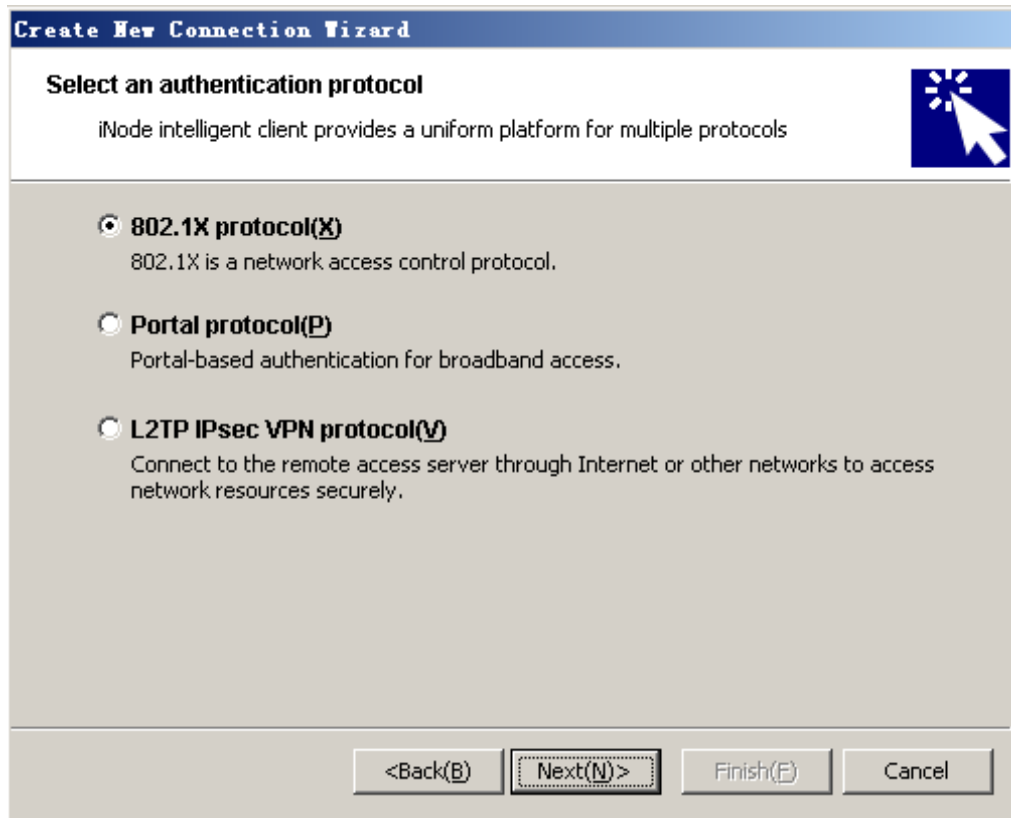 Create New Connection Wizard
Select an authentication protocol
iNode intelligent client provides a uniform platform for multiple protocols
802.1X protocol(X)
802.1X is a network access control protocol.
Portal protocol(P)
Portal-based authentication for broadband access.
L2TP IPsec VPN protocol(V)
Connect to the remote access server through Internet or other networks to access
network resources securely.
<Back(B) Next(N)> Finish(F) Cancel